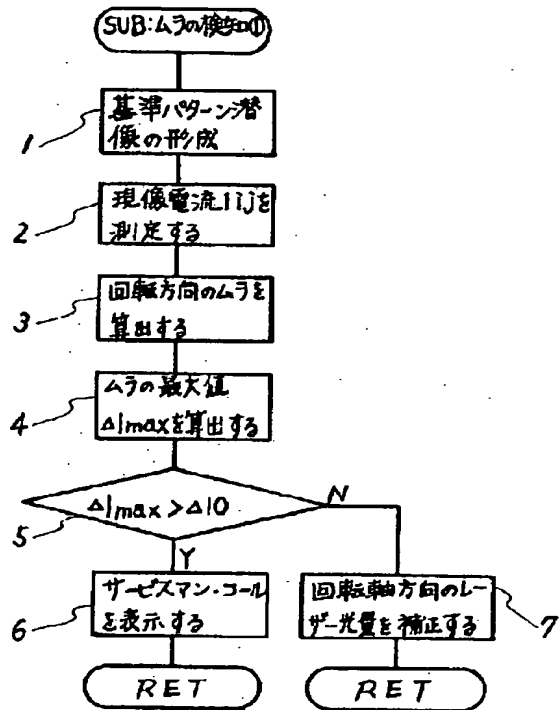 SUB:ムラの検知①
基準パターン潜
像の形成
1
現像電流Iijを
測定する
2
回転方向のムラを
算出する
3
ムラの最大値
ΔImaxを算出する
4
ΔImax>ΔI0
N
5
Y
サービスマン・コール
を表示する
6
回転軸方向のレー
ザー光量を補正する
7
RET
RET